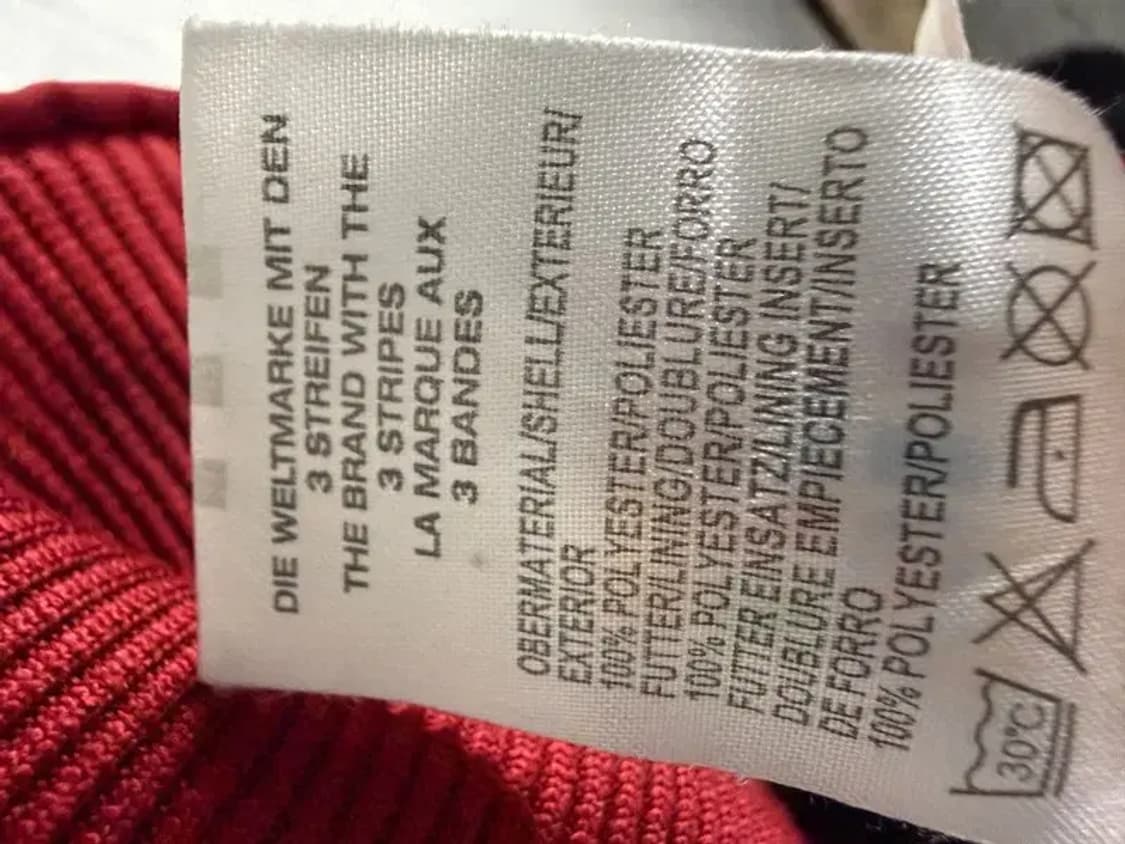 DIE WELTMARKE MIT DEN
3 STREIFEN
THE BRAND WITH THE
3 STRIPES
LA MARQUE AUX
3 BANDES
OBERMATERIAL/SHELL/EXTERIEUR/
EXTERIOR
100% POLYESTER/POLIESTER
FUTTER/LINING/DOUBLURE/FORRO
100% POLYESTER/POLIESTER
FUTTER EINSATZ/LINING INSERT/
DOUBLURE EMPIECEMENT/INSERTO
DE FORRO
100% POLYESTER/POLIESTER
30°C